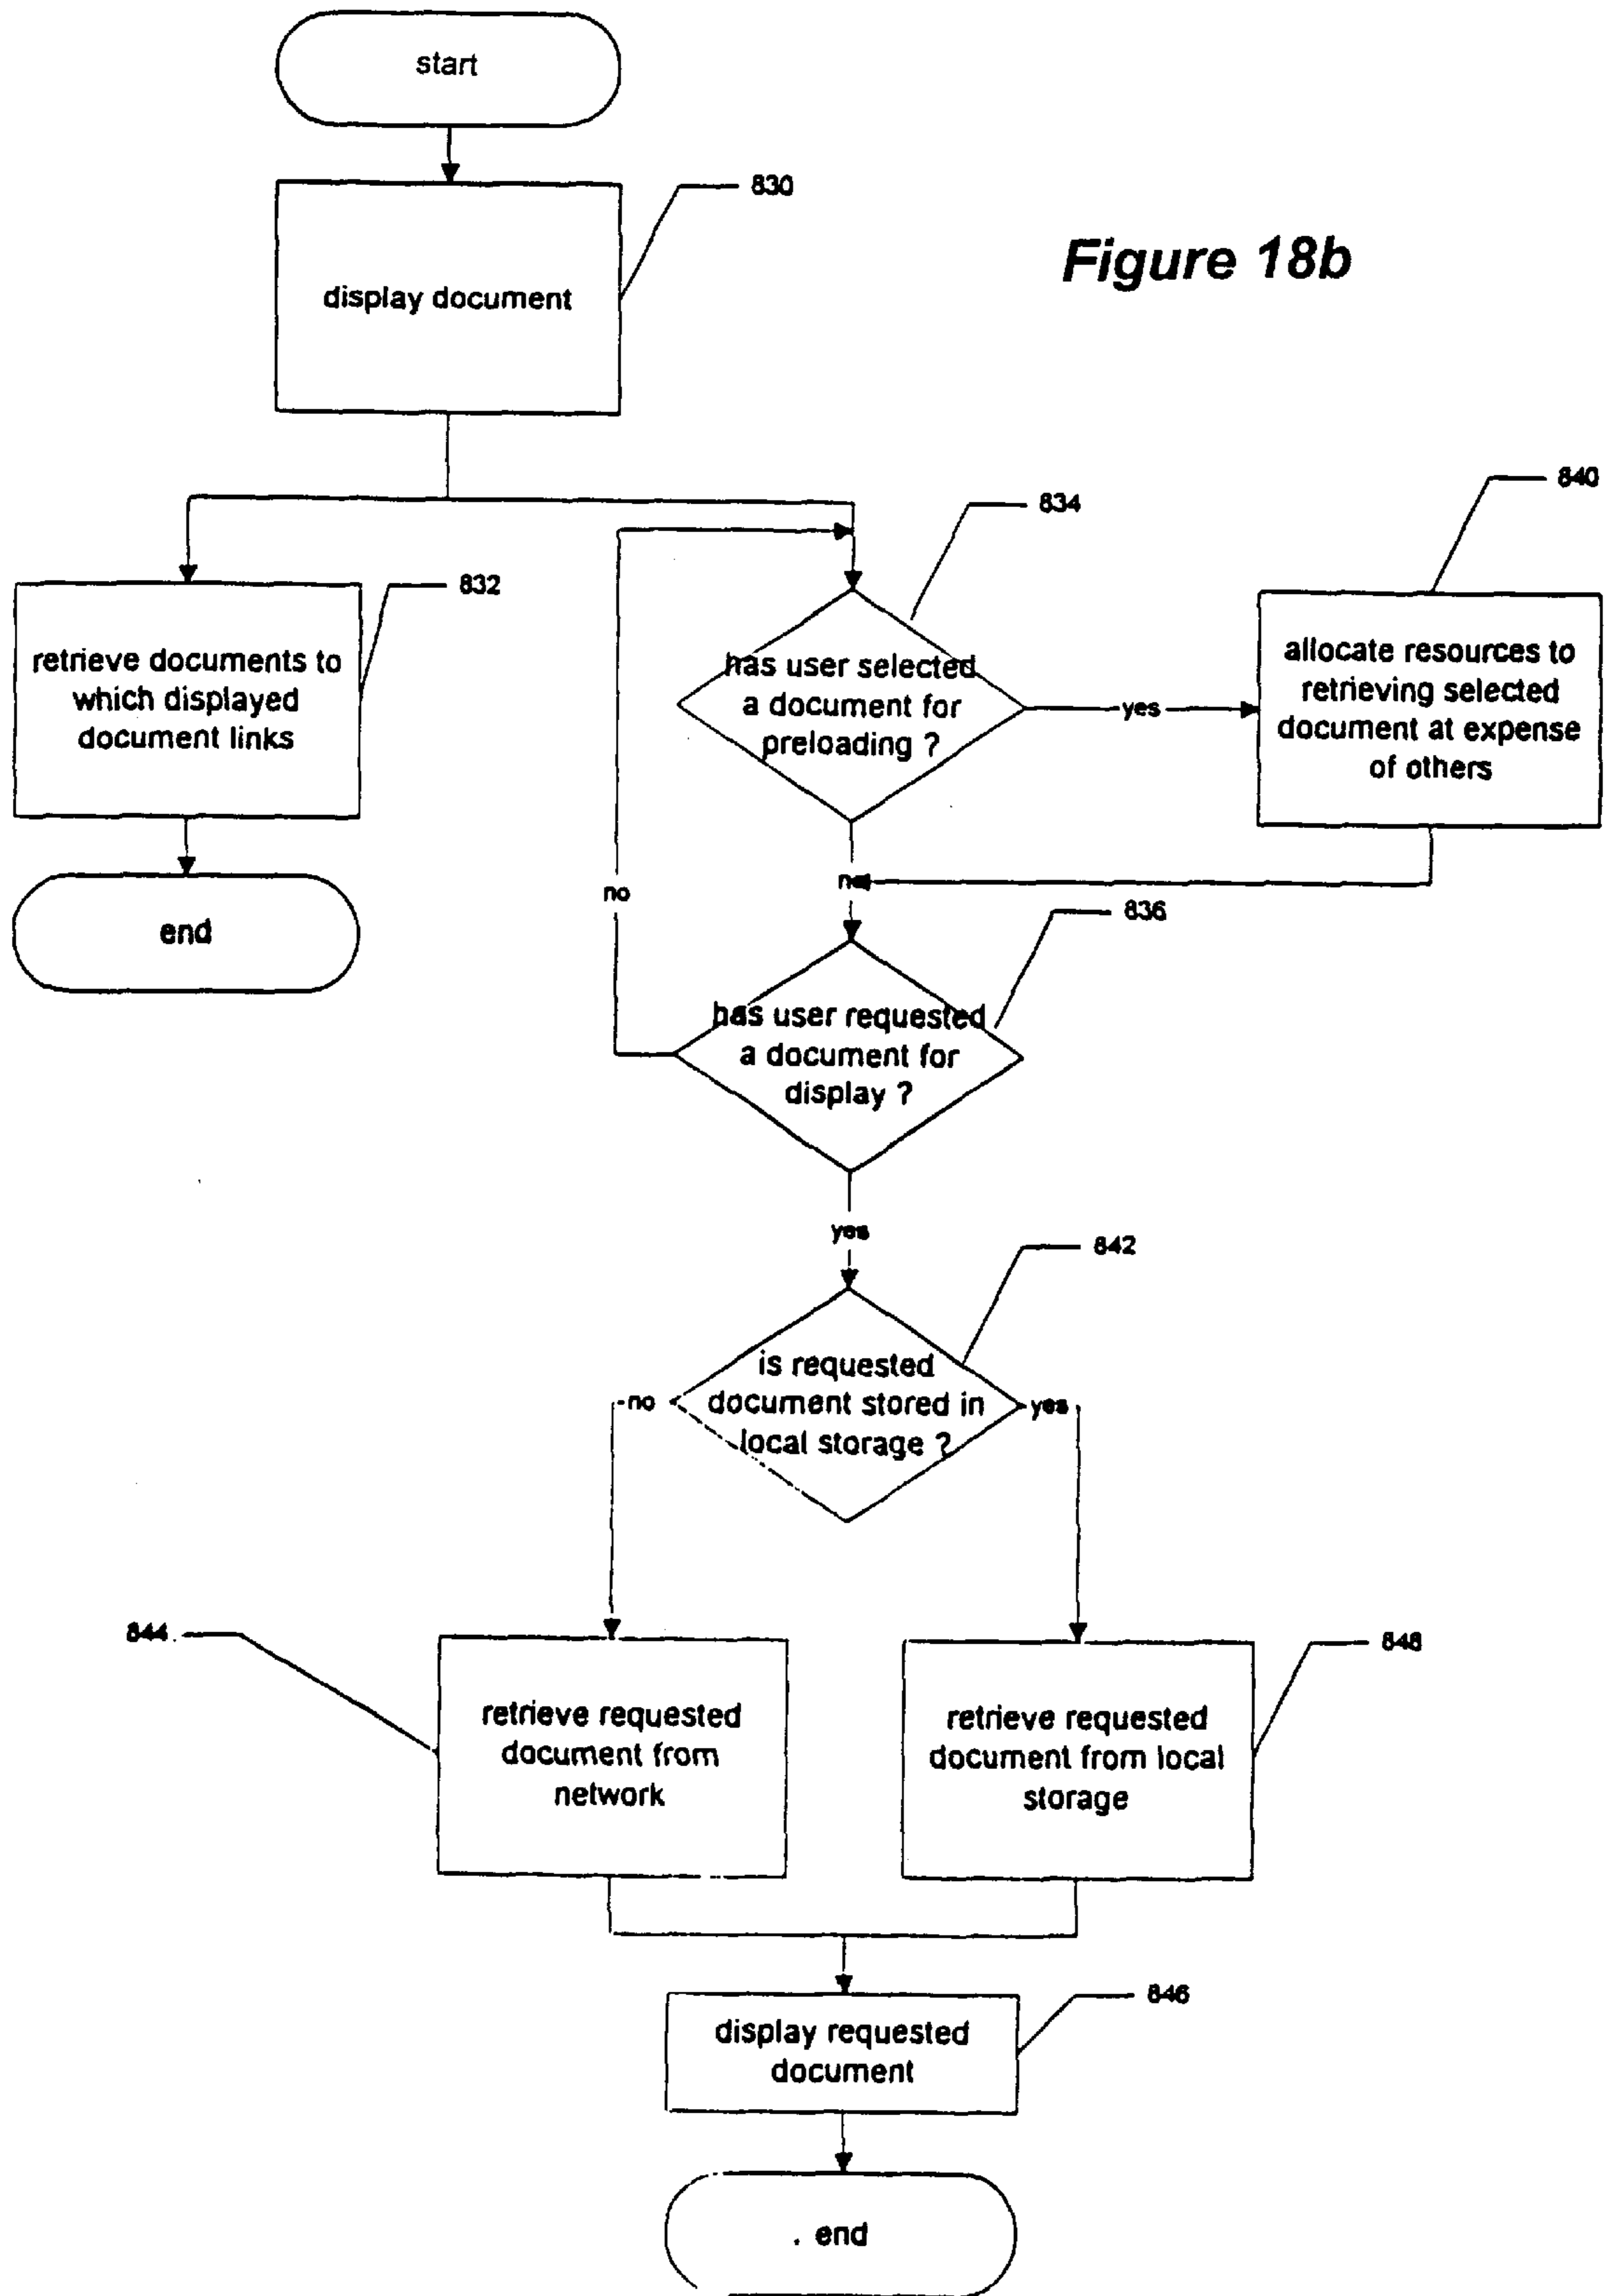 start
830
Figure 18b
display document
840
834
832
retrieve documents to
which displayed
document links
has user selected
a document for
preloading ?
yes
allocate resources to
retrieving selected
document at expense
of others
no
no
836
end
has user requested
a document for
display ?
yes
842
is requested
document stored in
local storage ?
no
yes
844
848
retrieve requested
document from
network
retrieve requested
document from local
storage
846
display requested
document
end